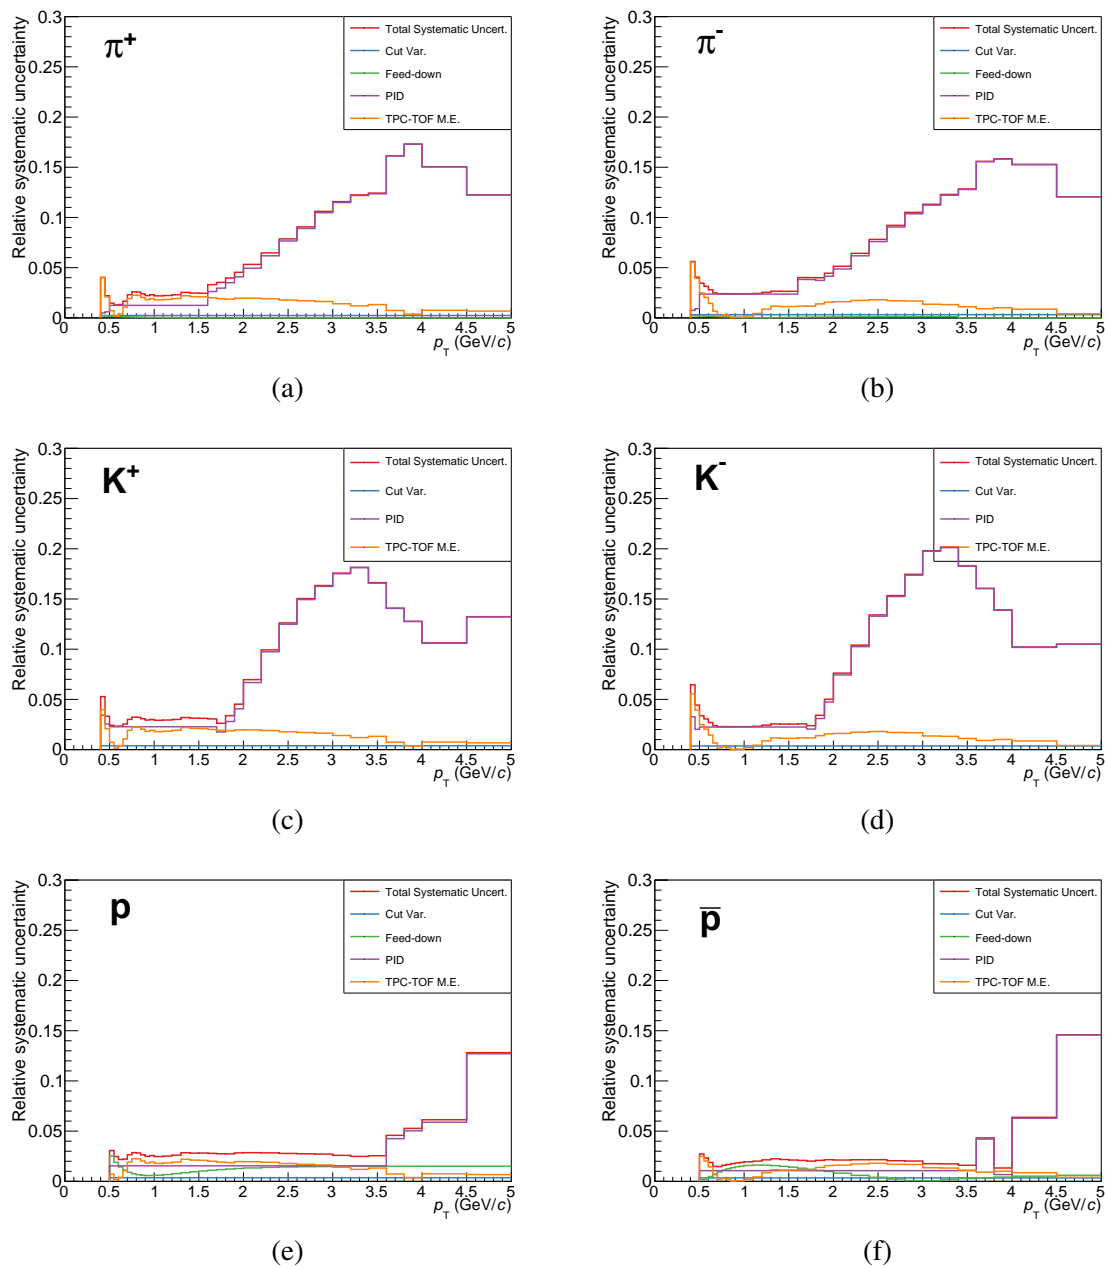 π+
Relative systematic uncertainty
0.3
0.25
0.2
0.15
0.1
0.05
0
Total Systematic Uncert.
Cut Var.
Feed-down
PID
TPC-TOF M.E.
0 0.5 1 1.5 2 2.5 3 3.5 4 4.5 5
pT (GeV/c)
(a)
π-
Relative systematic uncertainty
0.3
0.25
0.2
0.15
0.1
0.05
0
Total Systematic Uncert.
Cut Var.
Feed-down
PID
TPC-TOF M.E.
0 0.5 1 1.5 2 2.5 3 3.5 4 4.5 5
pT (GeV/c)
(b)
K+
Relative systematic uncertainty
0.3
0.25
0.2
0.15
0.1
0.05
0
Total Systematic Uncert.
Cut Var.
PID
TPC-TOF M.E.
0 0.5 1 1.5 2 2.5 3 3.5 4 4.5 5
pT (GeV/c)
(c)
K-
Relative systematic uncertainty
0.3
0.25
0.2
0.15
0.1
0.05
0
Total Systematic Uncert.
Cut Var.
PID
TPC-TOF M.E.
0 0.5 1 1.5 2 2.5 3 3.5 4 4.5 5
pT (GeV/c)
(d)
p
Relative systematic uncertainty
0.3
0.25
0.2
0.15
0.1
0.05
0
Total Systematic Uncert.
Cut Var.
Feed-down
PID
TPC-TOF M.E.
0 0.5 1 1.5 2 2.5 3 3.5 4 4.5 5
pT (GeV/c)
(e)
p̅
Relative systematic uncertainty
0.3
0.25
0.2
0.15
0.1
0.05
0
Total Systematic Uncert.
Cut Var.
Feed-down
PID
TPC-TOF M.E.
0 0.5 1 1.5 2 2.5 3 3.5 4 4.5 5
pT (GeV/c)
(f)